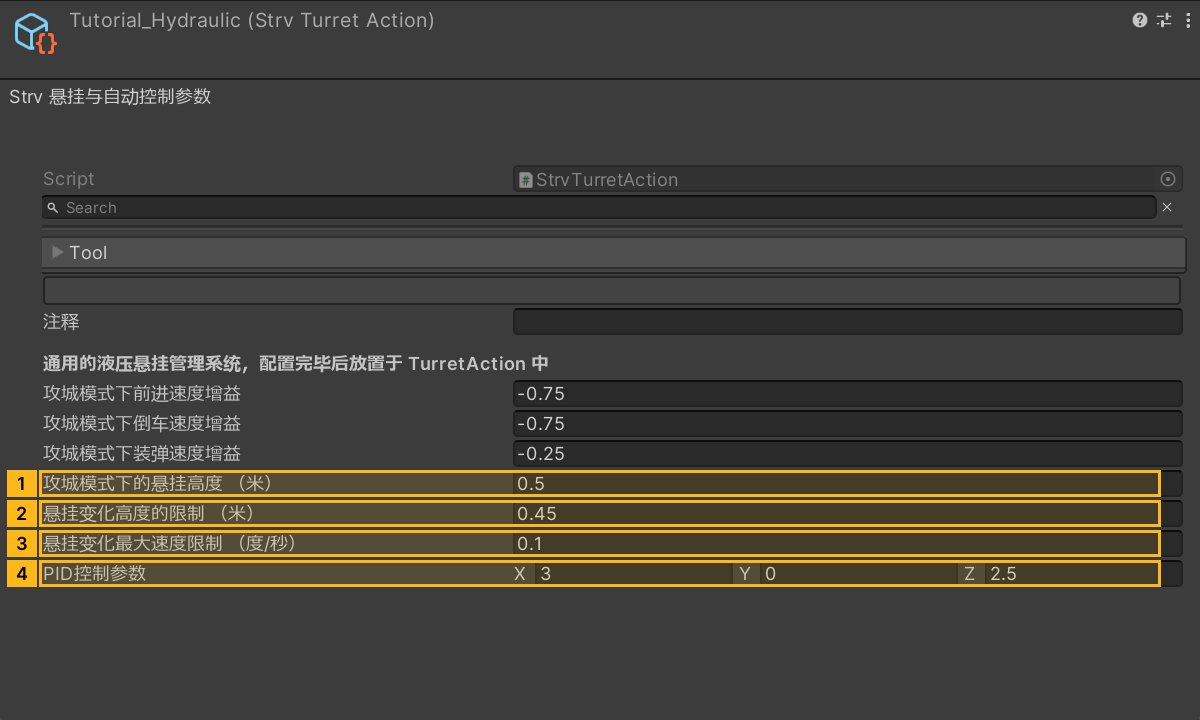 Tutorial_Hydraulic (Strv Turret Action)
Strv 悬挂与自动控制参数
Script # StrvTurretAction
Search
Tool
注释
通用的液压悬挂管理系统，配置完毕后放置于 TurretAction 中
攻城模式下前进速度增益 -0.75
攻城模式下倒车速度增益 -0.75
攻城模式下装弹速度增益 -0.25
1 攻城模式下的悬挂高度 （米） 0.5
2 悬挂变化高度的限制 （米） 0.45
3 悬挂变化最大速度限制 （度/秒） 0.1
4 PID控制参数 X 3 Y 0 Z 2.5